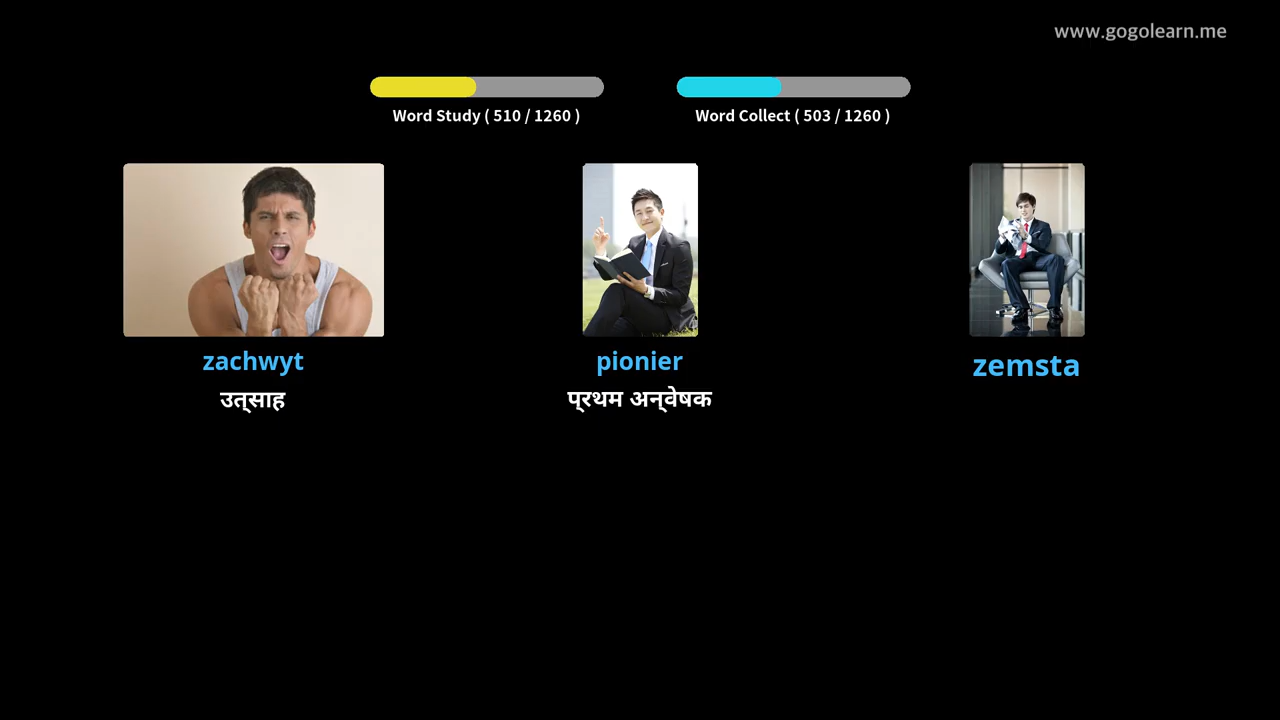 www.gogolearn.me
Word Study ( 510 / 1260 )
Word Collect ( 503 / 1260 )
zachwyt
pionier
zemsta
उत्साह
प्रथम अन्वेषक